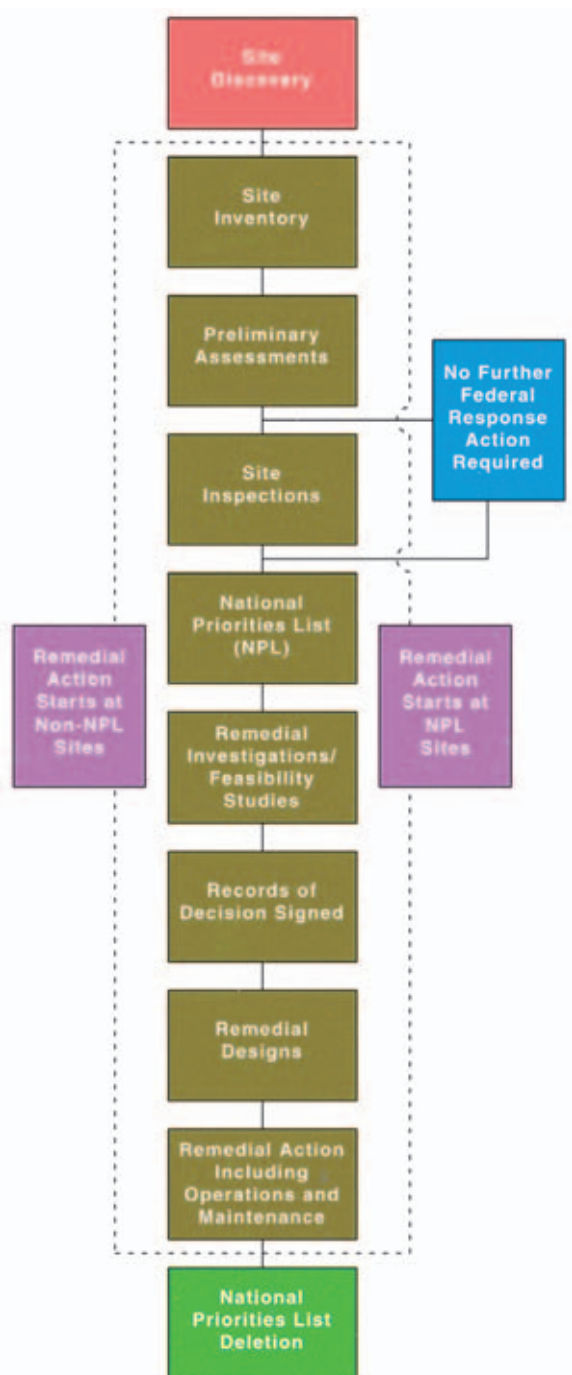 Site
Discovery
Site
Inventory
Preliminary
Assessments
No Further
Federal
Response
Action
Required
Site
Inspections
National
Priorities List
(NPL)
Remedial
Action
Starts at
Non-NPL
Sites
Remedial
Action
Starts at
NPL
Sites
Remedial
Investigations/
Feasibility
Studies
Records of
Decision Signed
Remedial
Designs
Remedial Action
Including
Operations and
Maintenance
National
Priorities List
Deletion